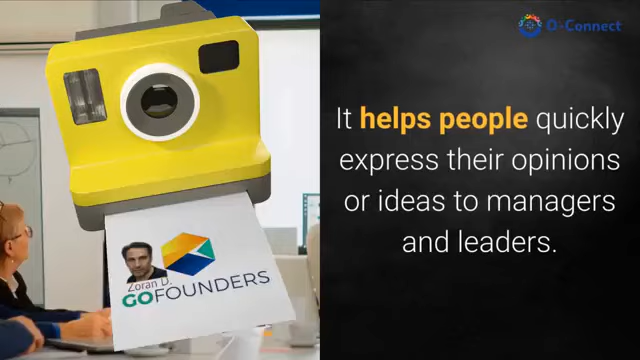 O-Connect
It helps people quickly
express their opinions
or ideas to managers
and leaders.
Zoran D.
GOFOUNDERS